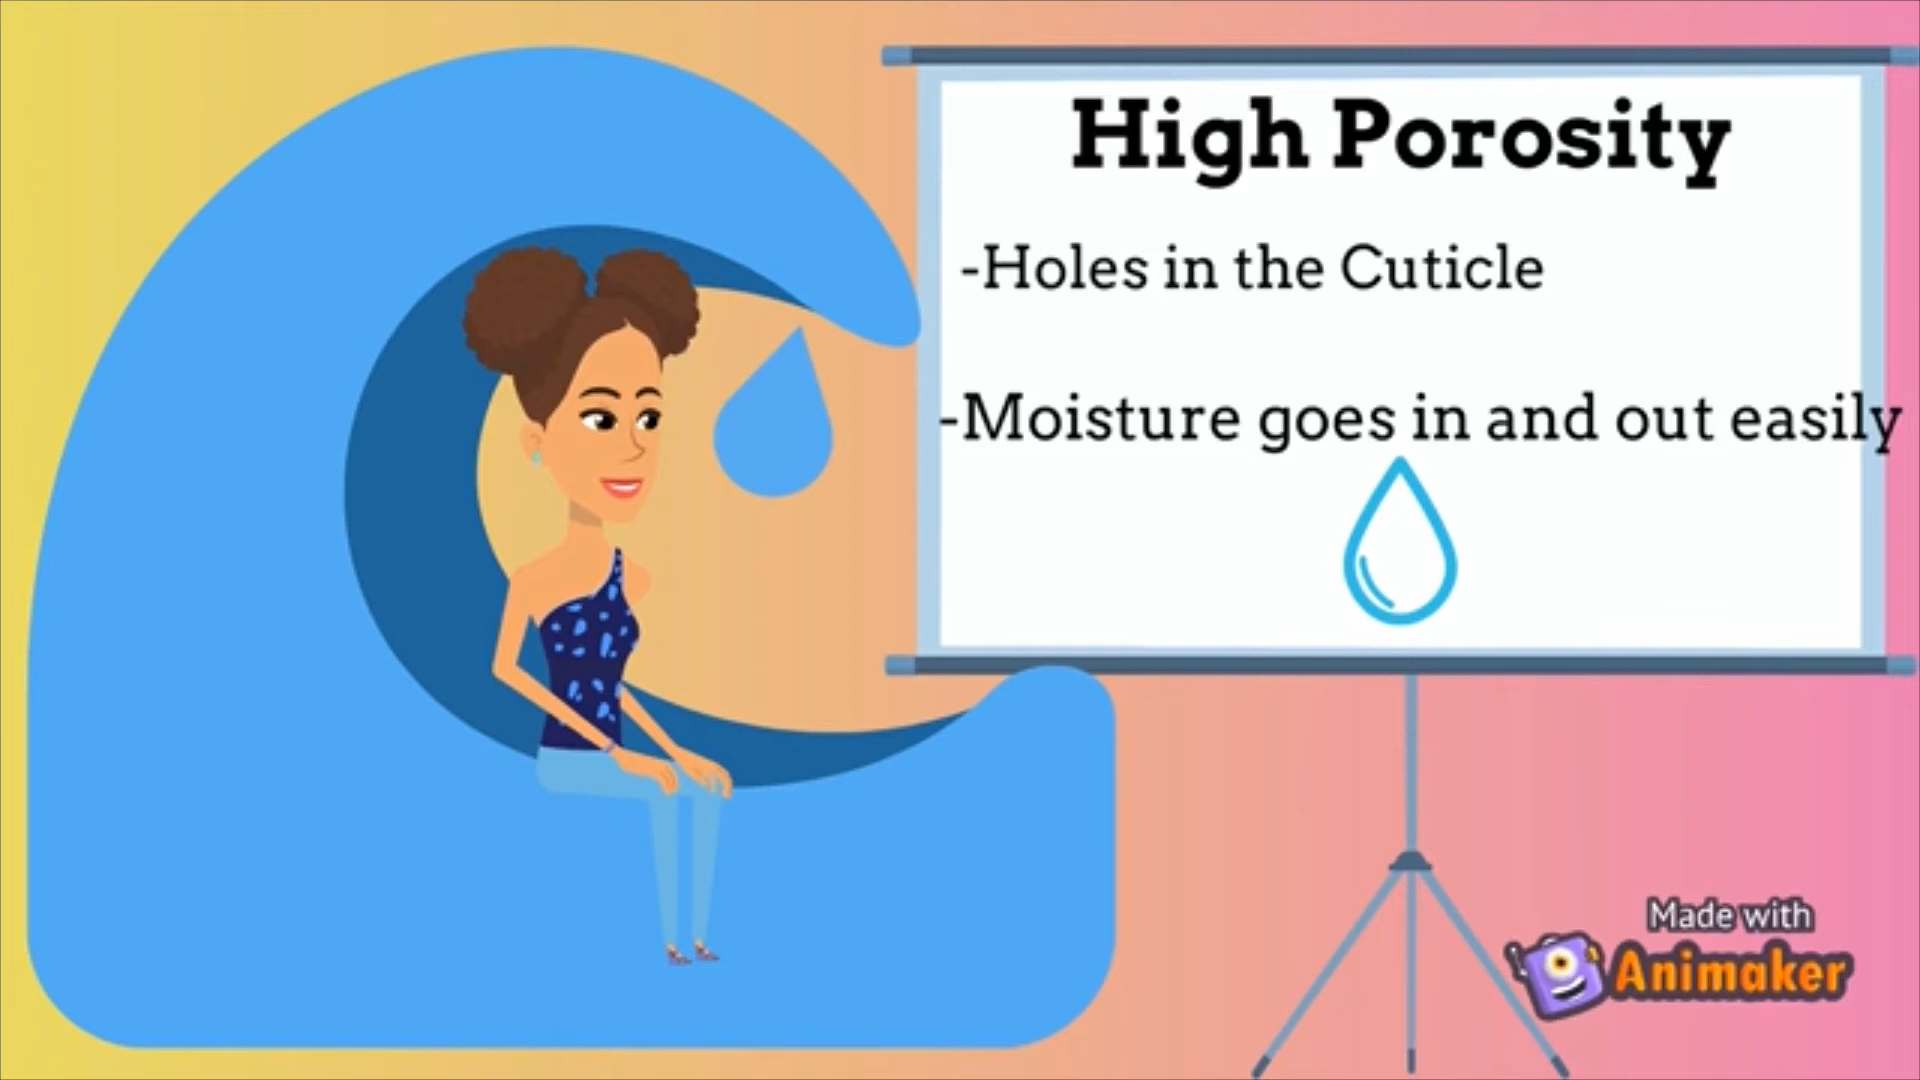 High Porosity
-Holes in the Cuticle
-Moisture goes in and out easily
Made with
Animaker